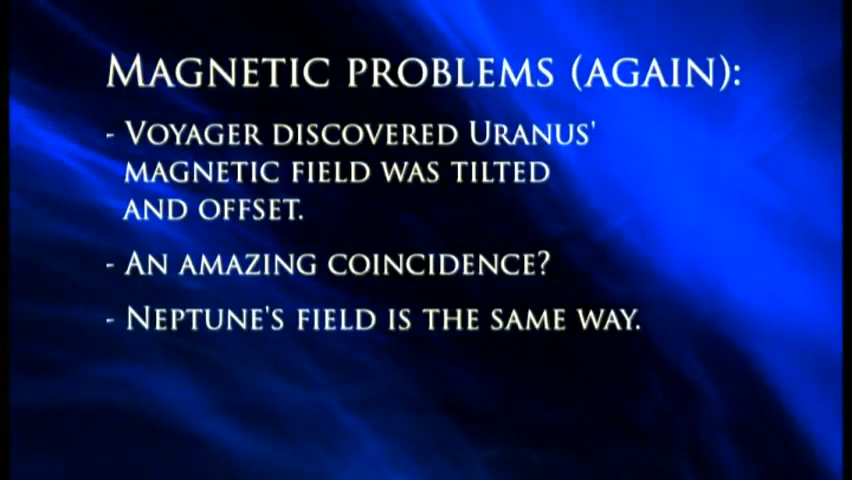 Magnetic problems (again):
- Voyager discovered Uranus'
magnetic field was tilted
and offset.
- An amazing coincidence?
- Neptune's field is the same way.